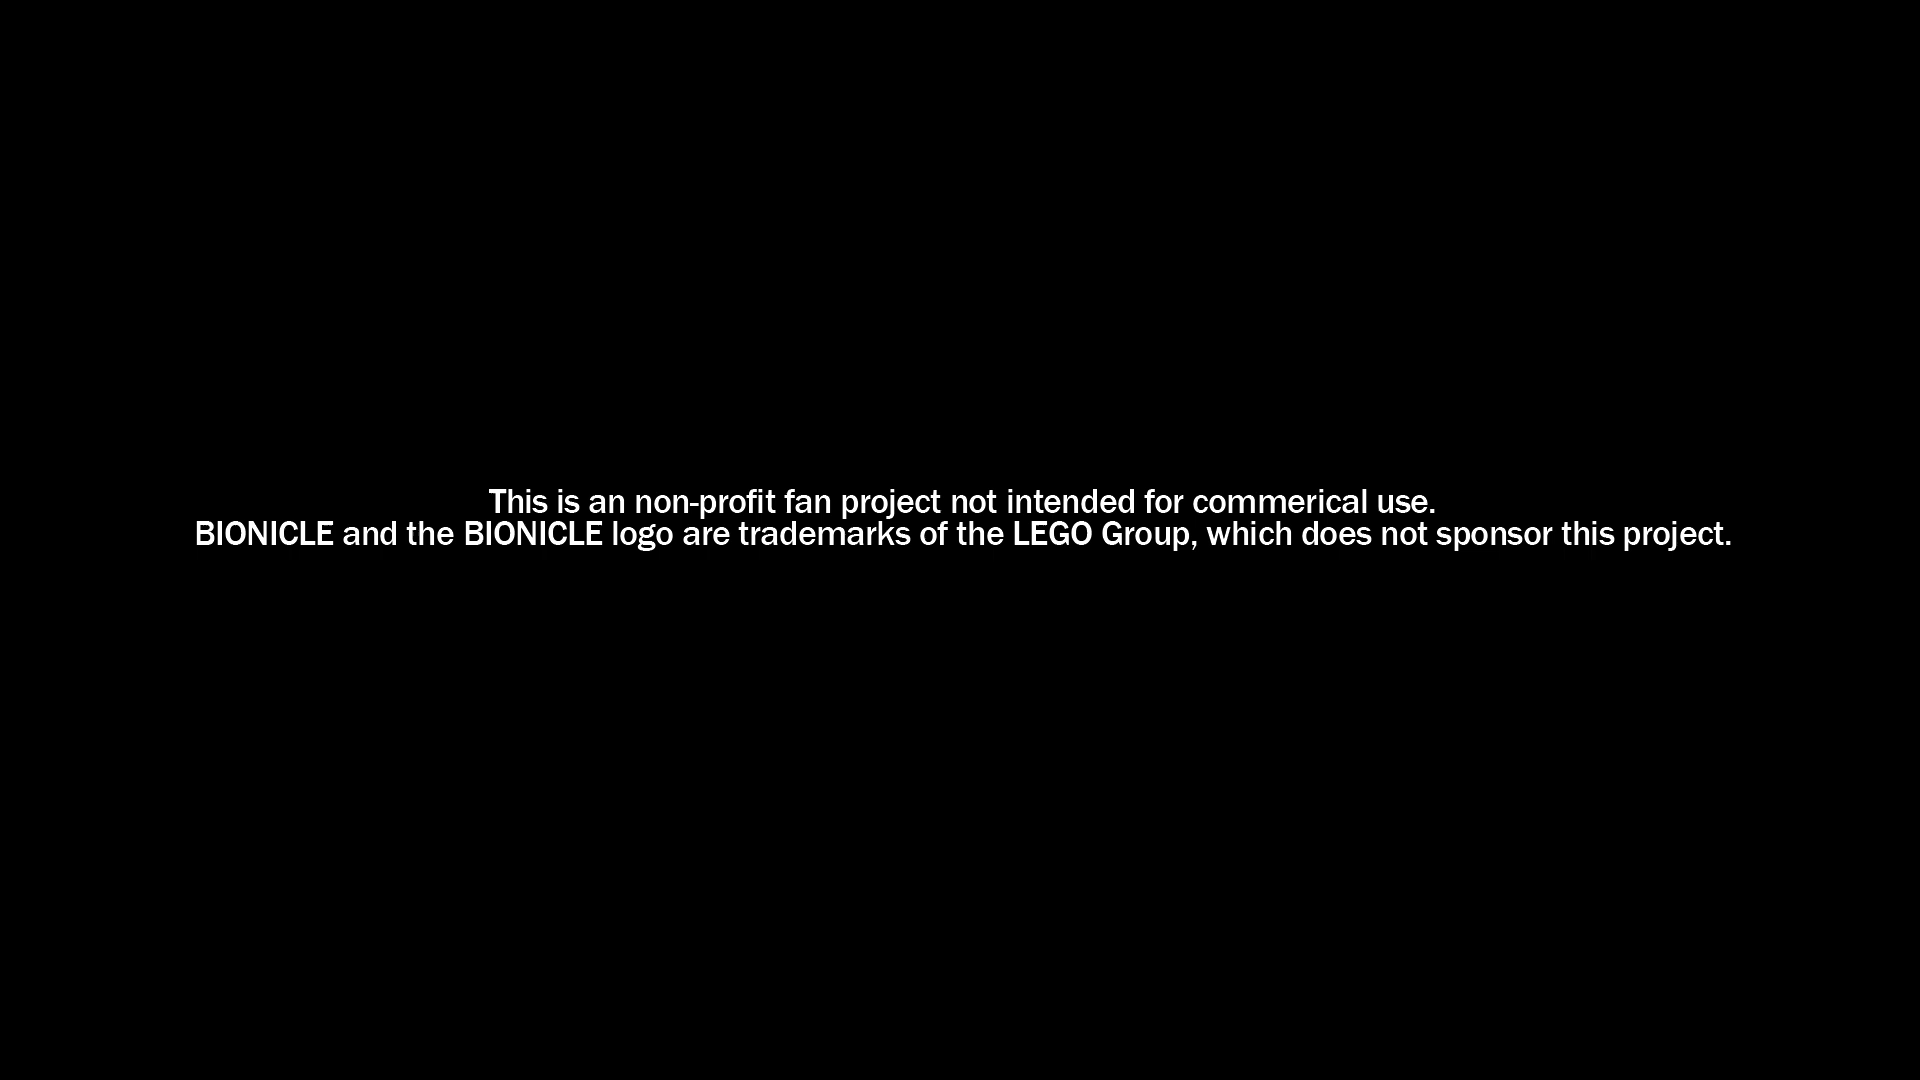 This is an non-profit fan project not intended for commerical use.
BIONICLE and the BIONICLE logo are trademarks of the LEGO Group, which does not sponsor this project.